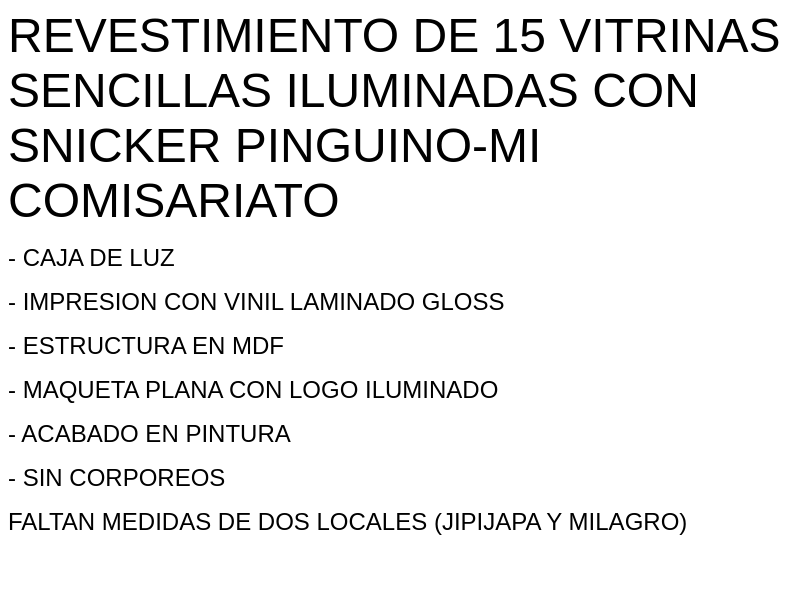 REVESTIMIENTO DE 15 VITRINAS
SENCILLAS ILUMINADAS CON
SNICKER PINGUINO-MI
COMISARIATO
- CAJA DE LUZ
- IMPRESION CON VINIL LAMINADO GLOSS
- ESTRUCTURA EN MDF
- MAQUETA PLANA CON LOGO ILUMINADO
- ACABADO EN PINTURA
- SIN CORPOREOS
FALTAN MEDIDAS DE DOS LOCALES (JIPIJAPA Y MILAGRO)